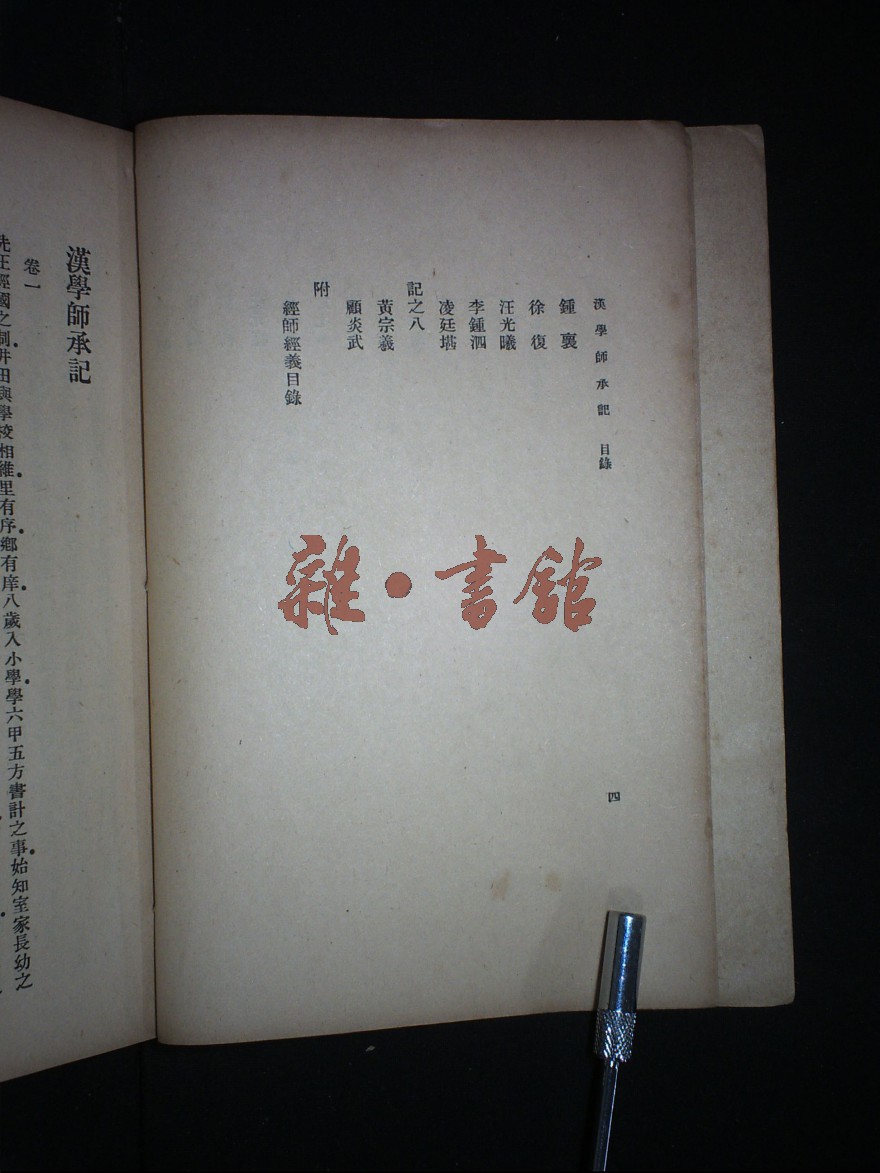 漢學師承記 目錄
鍾褱
徐復
汪光曦
李鍾泗
凌廷堪
記之八
黃宗羲
顧炎武
附
經師經義目錄
四
雜·書館
漢學師承記
卷一
先王經國之制井田與學校相維里有序鄉有庠八歲入小學學六甲五方書計之事始知室家長幼之